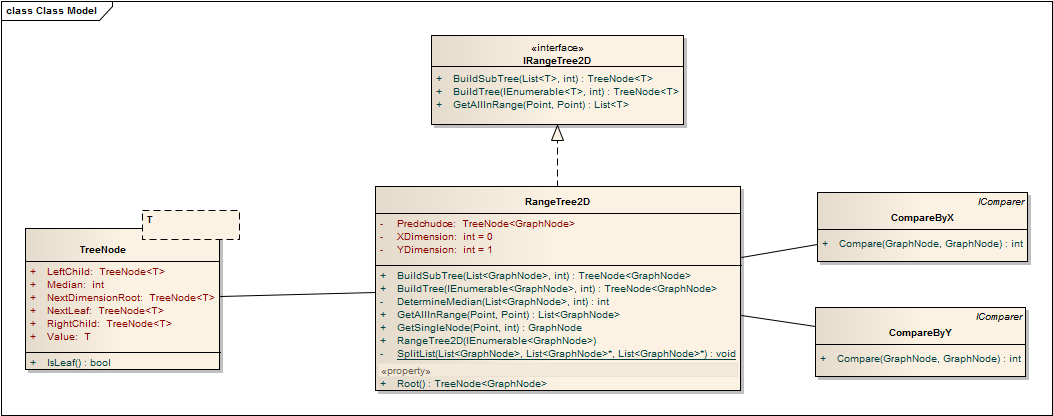 class Class Model
«interface»
IRangeTree2D
+ BuildSubTree(List<T>, int) : TreeNode<T>
+ BuildTree(IEnumerable<T>, int) : TreeNode<T>
+ GetAllInRange(Point, Point) : List<T>
T
TreeNode
+ LeftChild: TreeNode<T>
+ Median: int
+ NextDimensionRoot: TreeNode<T>
+ NextLeaf: TreeNode<T>
+ RightChild: TreeNode<T>
+ Value: T
+ IsLeaf() : bool
RangeTree2D
- Predchudce: TreeNode<GraphNode>
- XDimension: int = 0
- YDimension: int = 1
+ BuildSubTree(List<GraphNode>, int) : TreeNode<GraphNode>
+ BuildTree(IEnumerable<GraphNode>, int) : TreeNode<GraphNode>
- DetermineMedian(List<GraphNode>, int) : int
+ GetAllInRange(Point, Point) : List<GraphNode>
+ GetSingleNode(Point, int) : GraphNode
+ RangeTree2D(IEnumerable<GraphNode>)
- SplitList(List<GraphNode>, List<GraphNode>*, List<GraphNode>*) : void
«property»
+ Root() : TreeNode<GraphNode>
IComparer
CompareByX
+ Compare(GraphNode, GraphNode) : int
IComparer
CompareByY
+ Compare(GraphNode, GraphNode) : int